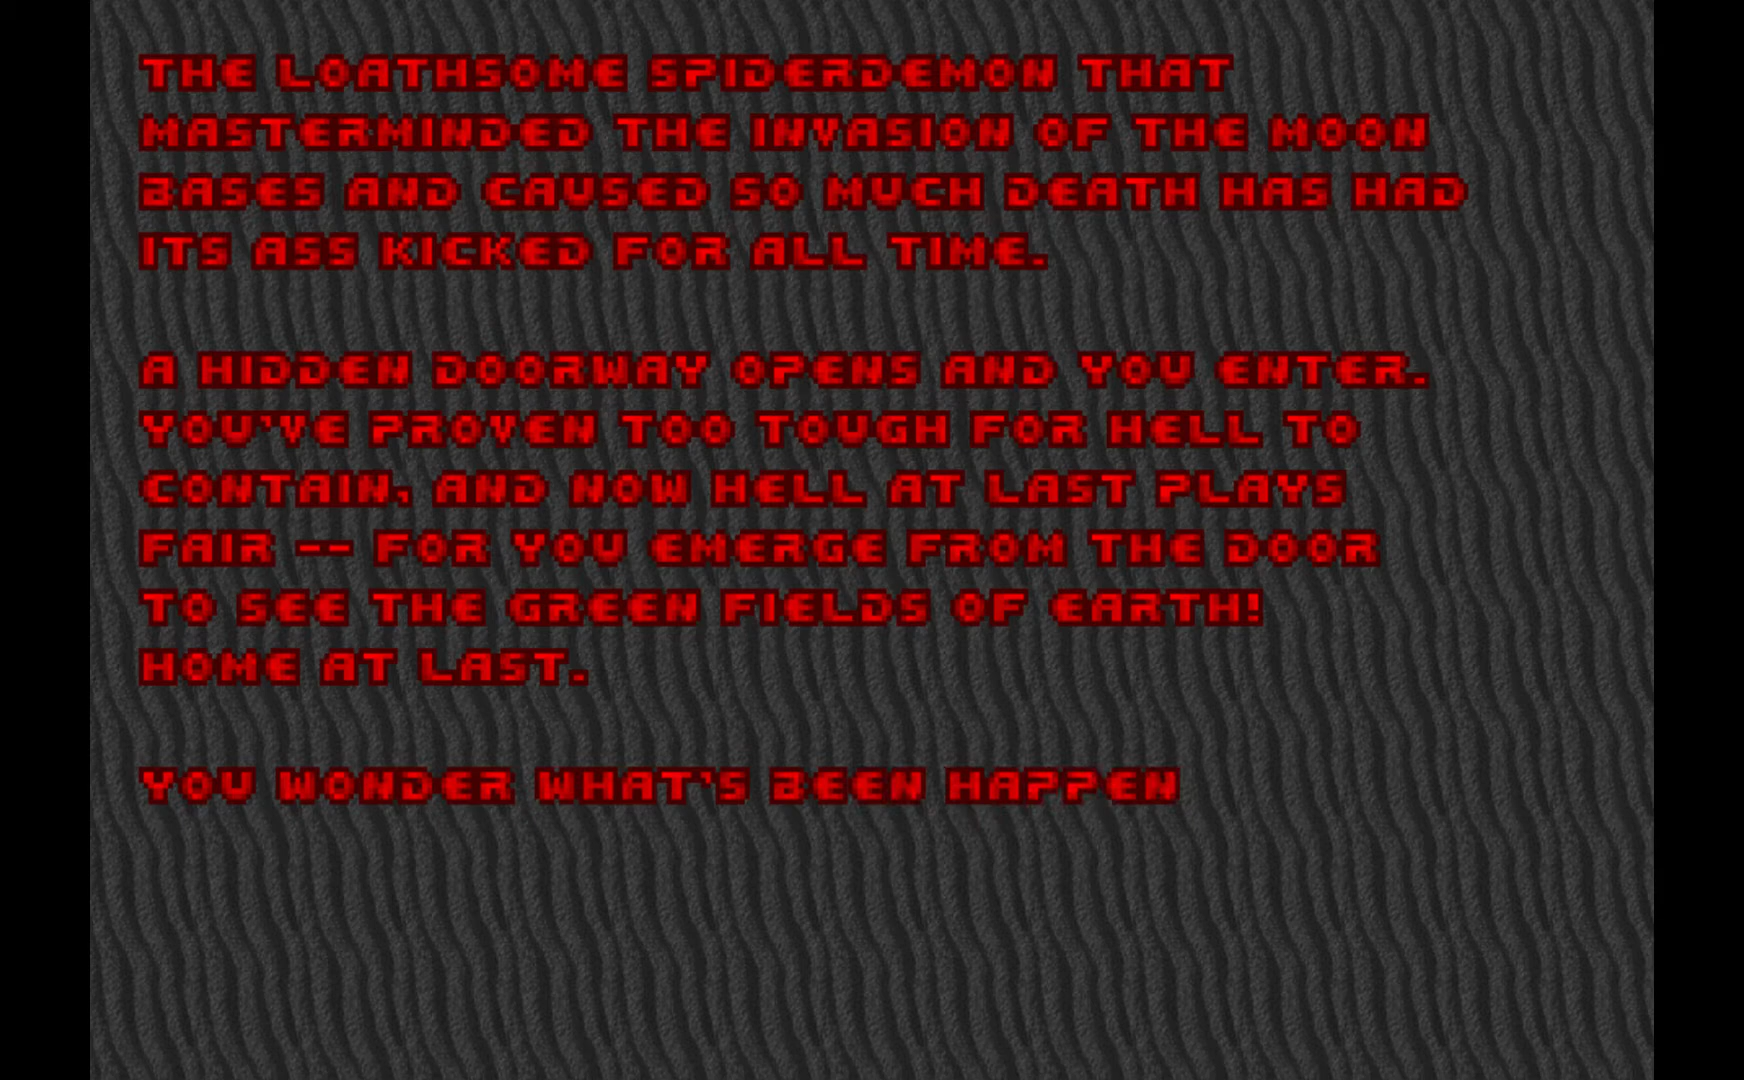 THE LOATHSOME SPIDERDEMON THAT
MASTERMINDED THE INVASION OF THE MOON
BASES AND CAUSED SO MUCH DEATH HAS HAD
ITS ASS KICKED FOR ALL TIME.
A HIDDEN DOORWAY OPENS AND YOU ENTER.
YOU'VE PROVEN TOO TOUGH FOR HELL TO
CONTAIN, AND NOW HELL AT LAST PLAYS
FAIR -- FOR YOU EMERGE FROM THE DOOR
TO SEE THE GREEN FIELDS OF EARTH!
HOME AT LAST.
YOU WONDER WHAT'S BEEN HAPPEN